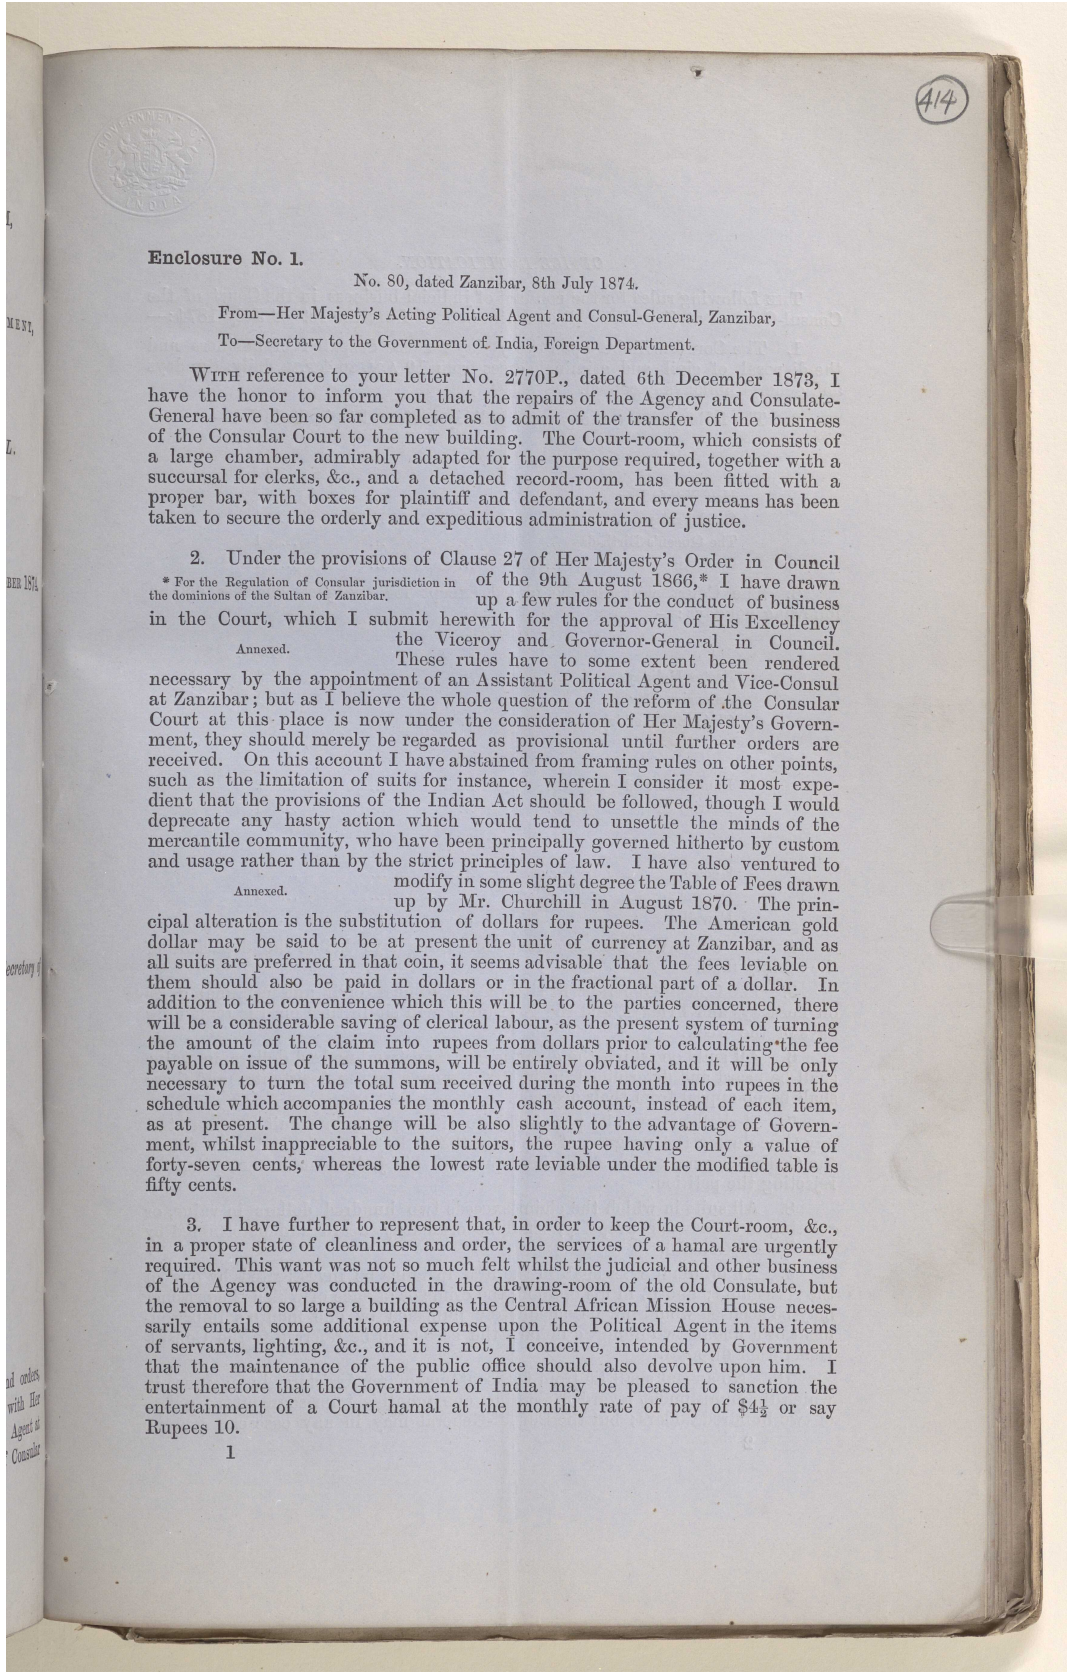 414
GOVERNMENT OF
INDIA
Enclosure No. 1.
No. 80, dated Zanzibar, 8th July 1874.
From—Her Majesty's Acting Political Agent and Consul-General, Zanzibar,
To—Secretary to the Government of India, Foreign Department.
WITH reference to your letter No. 2770P., dated 6th December 1873, I
have the honor to inform you that the repairs of the Agency and Consulate-
General have been so far completed as to admit of the transfer of the business
of the Consular Court to the new building. The Court-room, which consists of
a large chamber, admirably adapted for the purpose required, together with a
succursal for clerks, &c., and a detached record-room, has been fitted with a
proper bar, with boxes for plaintiff and defendant, and every means has been
taken to secure the orderly and expeditious administration of justice.
2. Under the provisions of Clause 27 of Her Majesty's Order in Council
* For the Regulation of Consular jurisdiction in
the dominions of the Sultan of Zanzibar.
of the 9th August 1866,* I have drawn
up a few rules for the conduct of business
in the Court, which I submit herewith for the approval of His Excellency
Annexed.
the Viceroy and Governor-General in Council.
These rules have to some extent been rendered
necessary by the appointment of an Assistant Political Agent and Vice-Consul
at Zanzibar; but as I believe the whole question of the reform of the Consular
Court at this place is now under the consideration of Her Majesty's Govern-
ment, they should merely be regarded as provisional until further orders are
received. On this account I have abstained from framing rules on other points,
such as the limitation of suits for instance, wherein I consider it most expe-
dient that the provisions of the Indian Act should be followed, though I would
deprecate any hasty action which would tend to unsettle the minds of the
mercantile community, who have been principally governed hitherto by custom
and usage rather than by the strict principles of law. I have also ventured to
Annexed.
modify in some slight degree the Table of Fees drawn
up by Mr. Churchill in August 1870. The prin-
cipal alteration is the substitution of dollars for rupees. The American gold
dollar may be said to be at present the unit of currency at Zanzibar, and as
all suits are preferred in that coin, it seems advisable that the fees leviable on
them should also be paid in dollars or in the fractional part of a dollar. In
addition to the convenience which this will be to the parties concerned, there
will be a considerable saving of clerical labour, as the present system of turning
the amount of the claim into rupees from dollars prior to calculating the fee
payable on issue of the summons, will be entirely obviated, and it will be only
necessary to turn the total sum received during the month into rupees in the
schedule which accompanies the monthly cash account, instead of each item,
as at present. The change will be also slightly to the advantage of Govern-
ment, whilst inappreciable to the suitors, the rupee having only a value of
forty-seven cents, whereas the lowest rate leviable under the modified table is
fifty cents.
3. I have further to represent that, in order to keep the Court-room, &c.,
in a proper state of cleanliness and order, the services of a hamal are urgently
required. This want was not so much felt whilst the judicial and other business
of the Agency was conducted in the drawing-room of the old Consulate, but
the removal to so large a building as the Central African Mission House neces-
sarily entails some additional expense upon the Political Agent in the items
of servants, lighting, &c., and it is not, I conceive, intended by Government
that the maintenance of the public office should also devolve upon him. I
trust therefore that the Government of India may be pleased to sanction the
entertainment of a Court hamal at the monthly rate of pay of $4½ or say
Rupees 10.
1